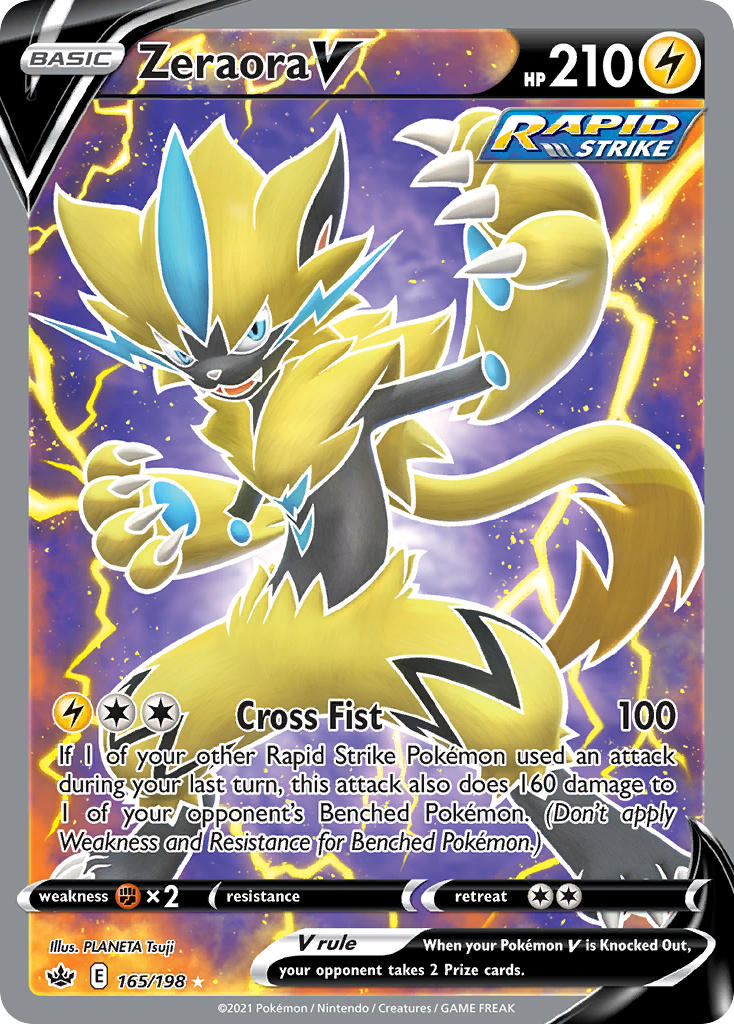 BASIC Zeraora V HP 210
RAPID
STRIKE
Cross Fist 100
If 1 of your other Rapid Strike Pokémon used an attack
during your last turn, this attack also does 160 damage to
1 of your opponent's Benched Pokémon. (Don't apply
Weakness and Resistance for Benched Pokémon.)
weakness ×2 resistance retreat
Illus. PLANETA Tsuji
V rule When your Pokémon V is Knocked Out,
your opponent takes 2 Prize cards.
E 165/198
©2021 Pokémon / Nintendo / Creatures / GAME FREAK